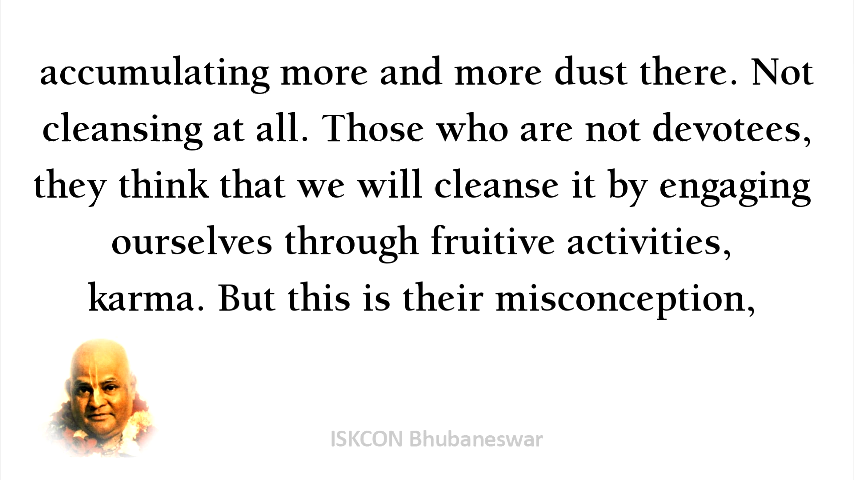 accumulating more and more dust there. Not
cleansing at all. Those who are not devotees,
they think that we will cleanse it by engaging
ourselves through fruitive activities,
karma. But this is their misconception,
ISKCON Bhubaneswar